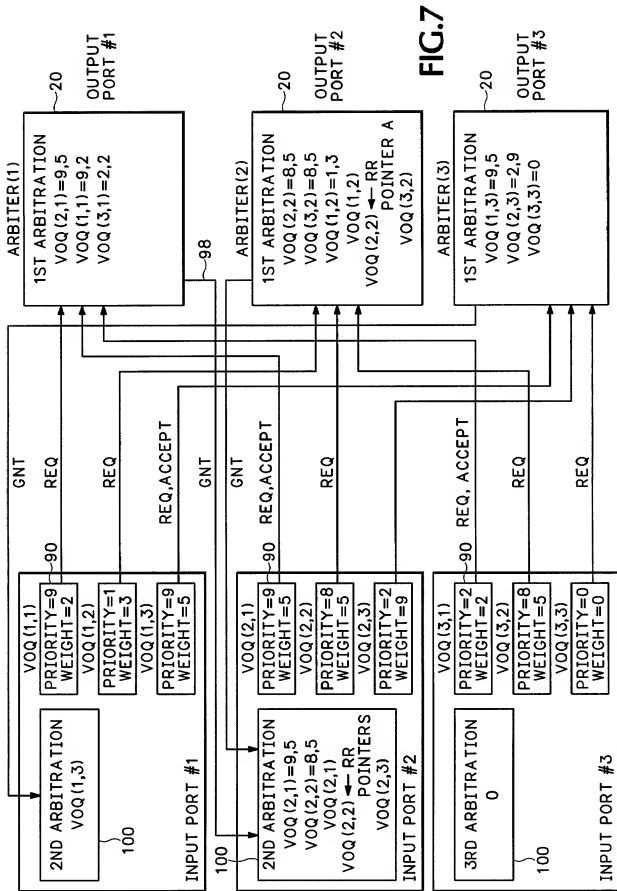 ARBITER(1)
1ST ARBITRATION
VOQ(2,1)=9,5
VOQ(1,1)=9,2
VOQ(3,1)=2,2
20
OUTPUT
PORT #1
98
ARBITER(2)
1ST ARBITRATION
VOQ(2,2)=8,5
VOQ(3,2)=8,5
VOQ(1,2)=1,3
VOQ(1,2)
VOQ(2,2) ← RR
POINTER A
VOQ(3,2)
20
OUTPUT
PORT #2
ARBITER(3)
1ST ARBITRATION
VOQ(1,3)=9,5
VOQ(2,3)=2,9
VOQ(3,3)=0
20
OUTPUT
PORT #3
FIG.7
GNT
REQ
REQ
REQ,ACCEPT
GNT
GNT
REQ,ACCEPT
REQ
REQ, ACCEPT
REQ
REQ
VOQ(1,1)
PRIORITY=9
WEIGHT=2
90
VOQ(1,2)
PRIORITY=1
WEIGHT=3
VOQ(1,3)
PRIORITY=9
WEIGHT=5
2ND ARBITRATION
VOQ(1,3)
100
INPUT PORT #1
VOQ(2,1)
PRIORITY=9
WEIGHT=5
90
VOQ(2,2)
PRIORITY=8
WEIGHT=5
VOQ(2,3)
PRIORITY=2
WEIGHT=9
2ND ARBITRATION
VOQ(2,1)=9,5
VOQ(2,2)=8,5
VOQ(2,1)
VOQ(2,2) ← RR
POINTERS
VOQ(2,3)
100
INPUT PORT #2
VOQ(3,1)
PRIORITY=2
WEIGHT=2
90
VOQ(3,2)
PRIORITY=8
WEIGHT=5
VOQ(3,3)
PRIORITY=0
WEIGHT=0
3RD ARBITRATION
0
100
INPUT PORT #3